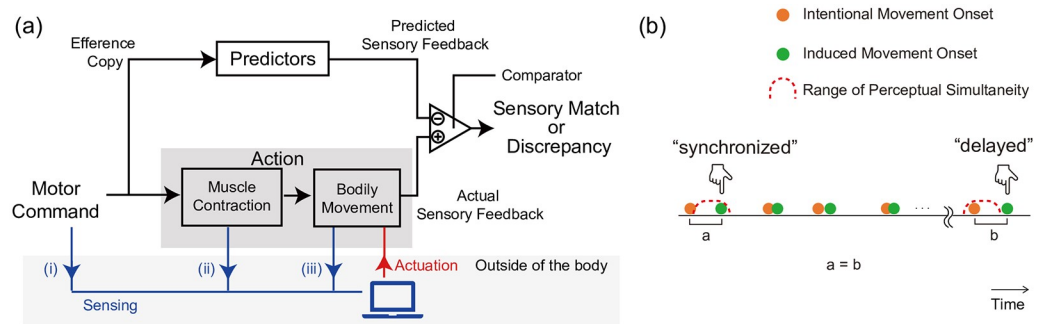 (a)
Efference
Copy
Predictors
Predicted
Sensory Feedback
Comparator
Sensory Match
or
Discrepancy
Action
Motor
Command
Muscle
Contraction
Bodily
Movement
Actual
Sensory Feedback
(i)
(ii)
(iii)
Actuation
Outside of the body
Sensing
(b)
Intentional Movement Onset
Induced Movement Onset
Range of Perceptual Simultaneity
“synchronized”
“delayed”
...
a
b
a = b
Time